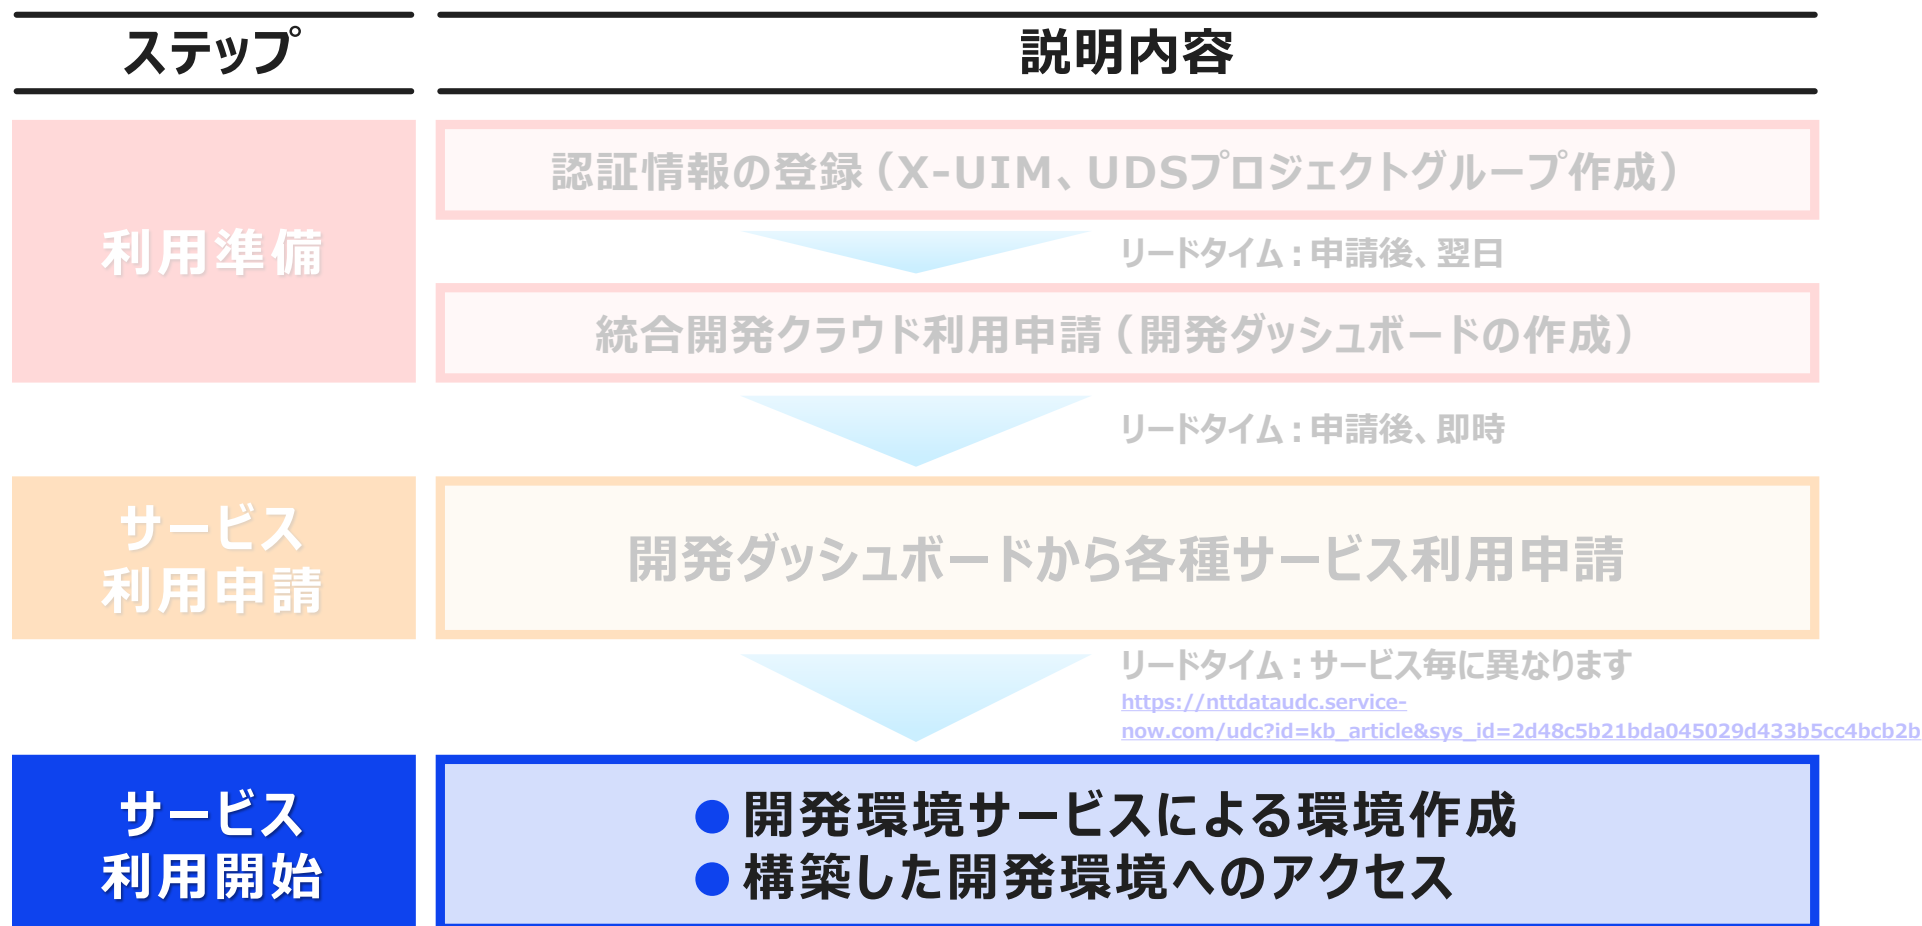 ステップ
説明内容
利用準備
認証情報の登録（X-UIM、UDSプロジェクトグループ作成）
リードタイム：申請後、翌日
統合開発クラウド利用申請（開発ダッシュボードの作成）
リードタイム：申請後、即時
サービス
利用申請
開発ダッシュボードから各種サービス利用申請
リードタイム：サービス毎に異なります
https://nttdataudc.service-
now.com/udc?id=kb_article&sys_id=2d48c5b21bda045029d433b5cc4bcb2b
サービス
利用開始
●開発環境サービスによる環境作成
●構築した開発環境へのアクセス